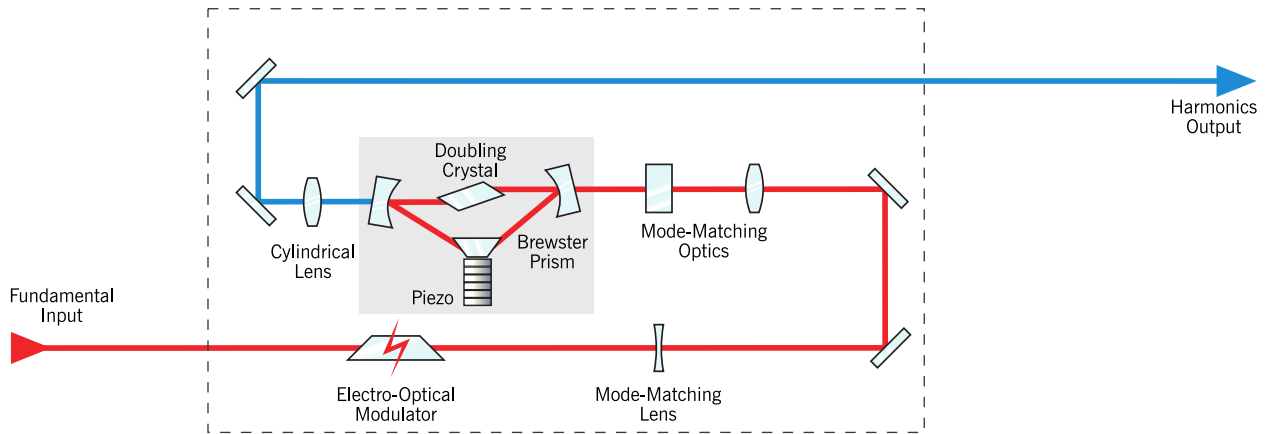 Harmonics
Output
Doubling
Crystal
Mode-Matching
Optics
Cylindrical
Lens
Brewster
Prism
Piezo
Fundamental
Input
Electro-Optical
Modulator
Mode-Matching
Lens